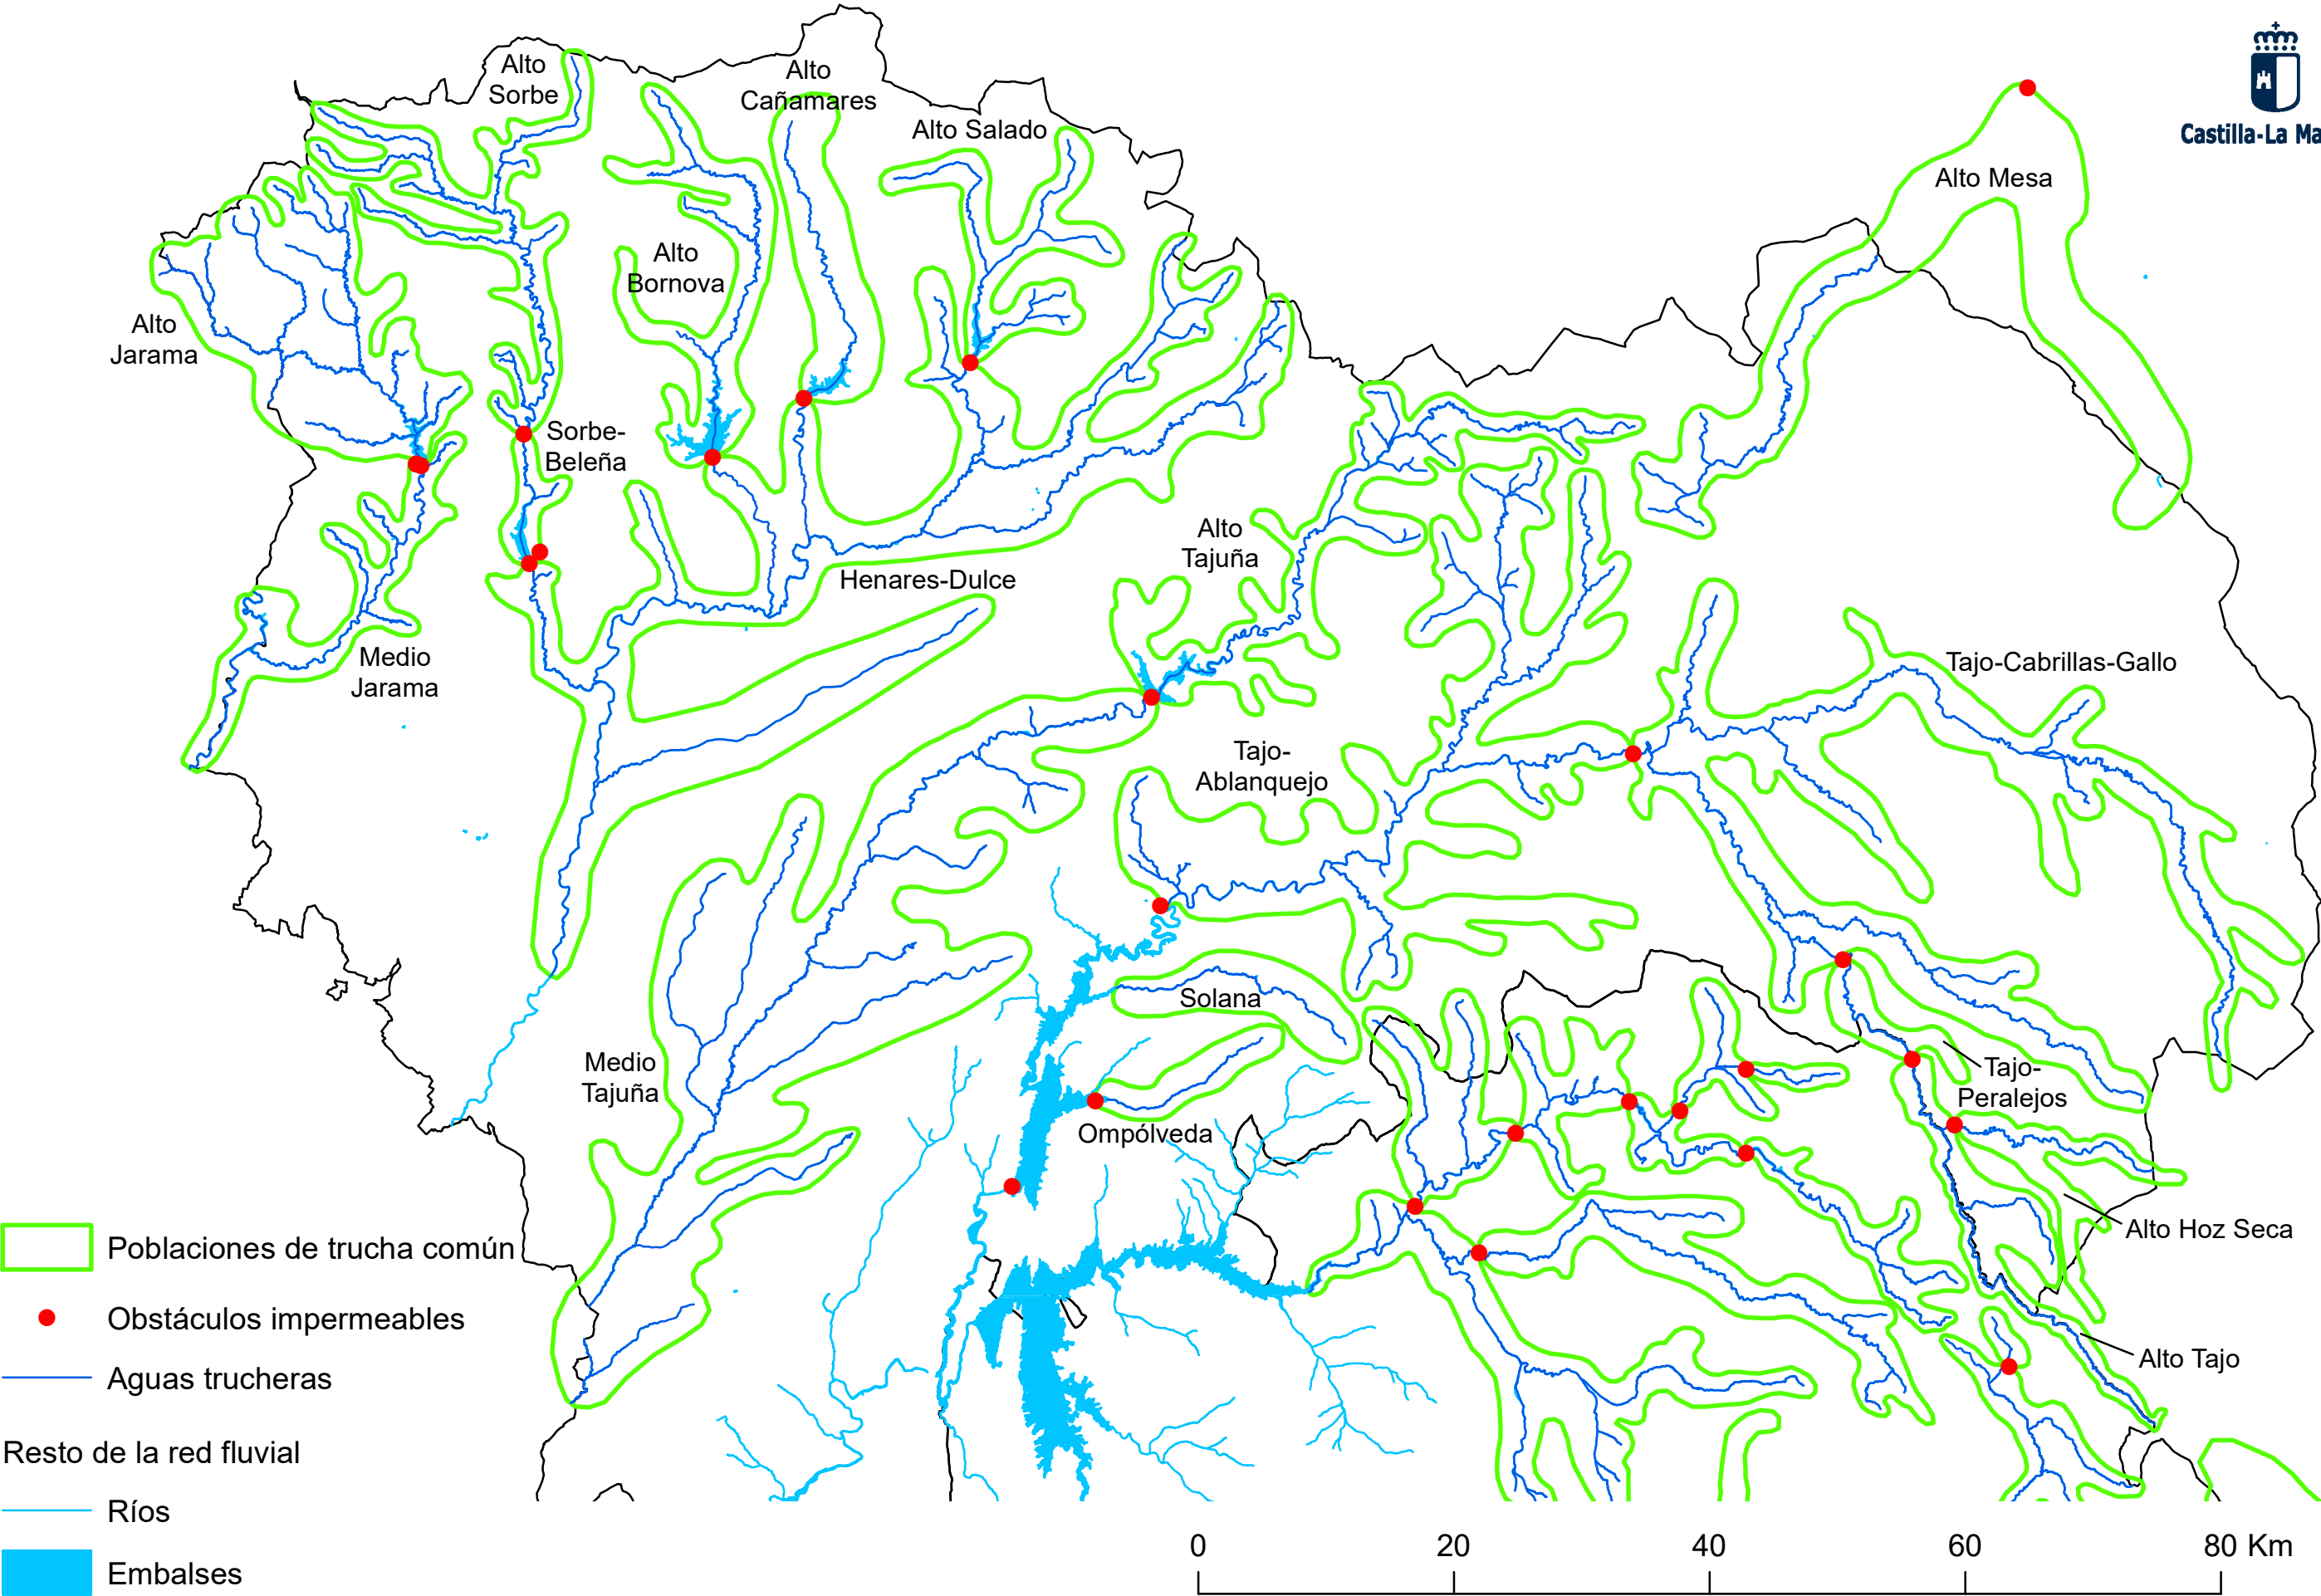 Alto
Sorbe
Alto
Cañamares
Alto Salado
Castilla-La Ma
Alto Mesa
Alto
Bornova
Alto
Jarama
Sorbe-
Beleña
Alto
Tajuña
Henares-Dulce
Medio
Jarama
Tajo-Cabrillas-Gallo
Tajo-
Ablanquejo
Solana
Medio
Tajuña
Tajo-
Peralejos
Ompólveda
Alto Hoz Seca
Alto Tajo
Poblaciones de trucha común
Obstáculos impermeables
Aguas trucheras
Resto de la red fluvial
Ríos
Embalses
0 20 40 60 80 Km